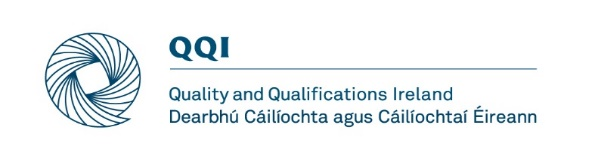 QQI
Quality and Qualifications Ireland
Dearbhú Cáilíochta agus Cáilíochtaí Éireann